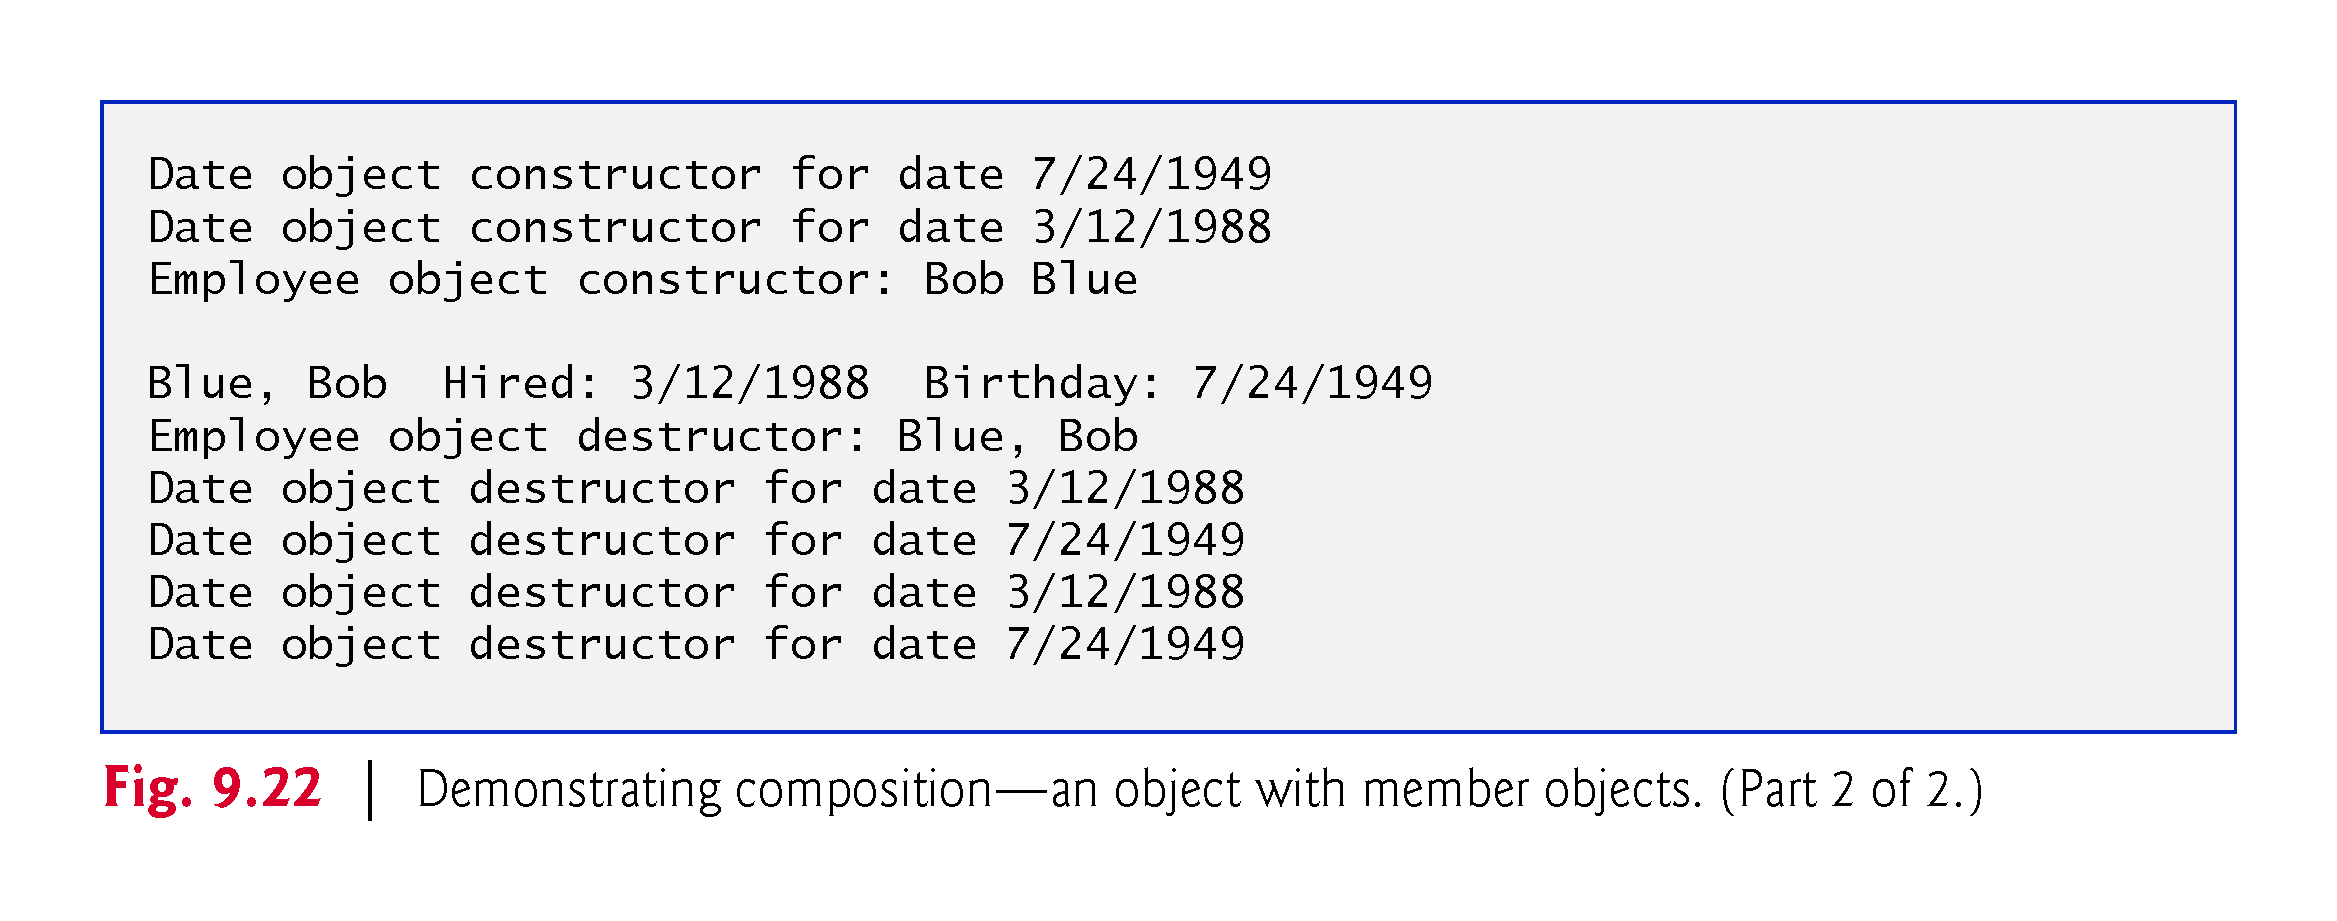 Date object constructor for date 7/24/1949
Date object constructor for date 3/12/1988
Employee object constructor: Bob Blue
Blue, Bob  Hired: 3/12/1988  Birthday: 7/24/1949
Employee object destructor: Blue, Bob
Date object destructor for date 3/12/1988
Date object destructor for date 7/24/1949
Date object destructor for date 3/12/1988
Date object destructor for date 7/24/1949
Fig. 9.22 | Demonstrating composition—an object with member objects. (Part 2 of 2.)